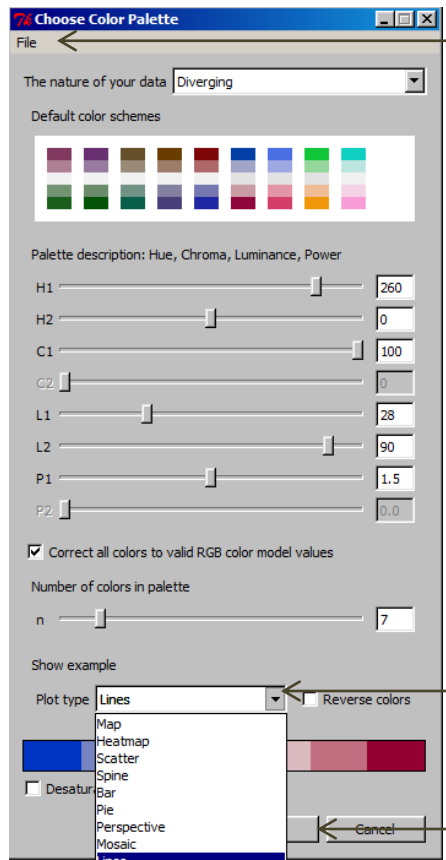 Choose Color Palette
File
The nature of your data Diverging
Default color schemes
Palette description: Hue, Chroma, Luminance, Power
H1 260
H2 0
C1 100
C2 0
L1 28
L2 90
P1 1.5
P2 0.0
Correct all colors to valid RGB color model values
Number of colors in palette
n 7
Show example
Plot type Lines Reverse colors
Map
Heatmap
Scatter
Spine
Desatur Bar
Pie
Perspective Cancel
Mosaic
Lines